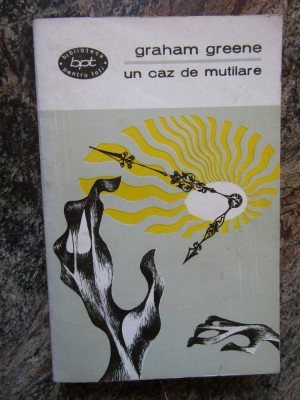 biblioteca
bpt
pentru toți
graham greene
un caz de mutilare